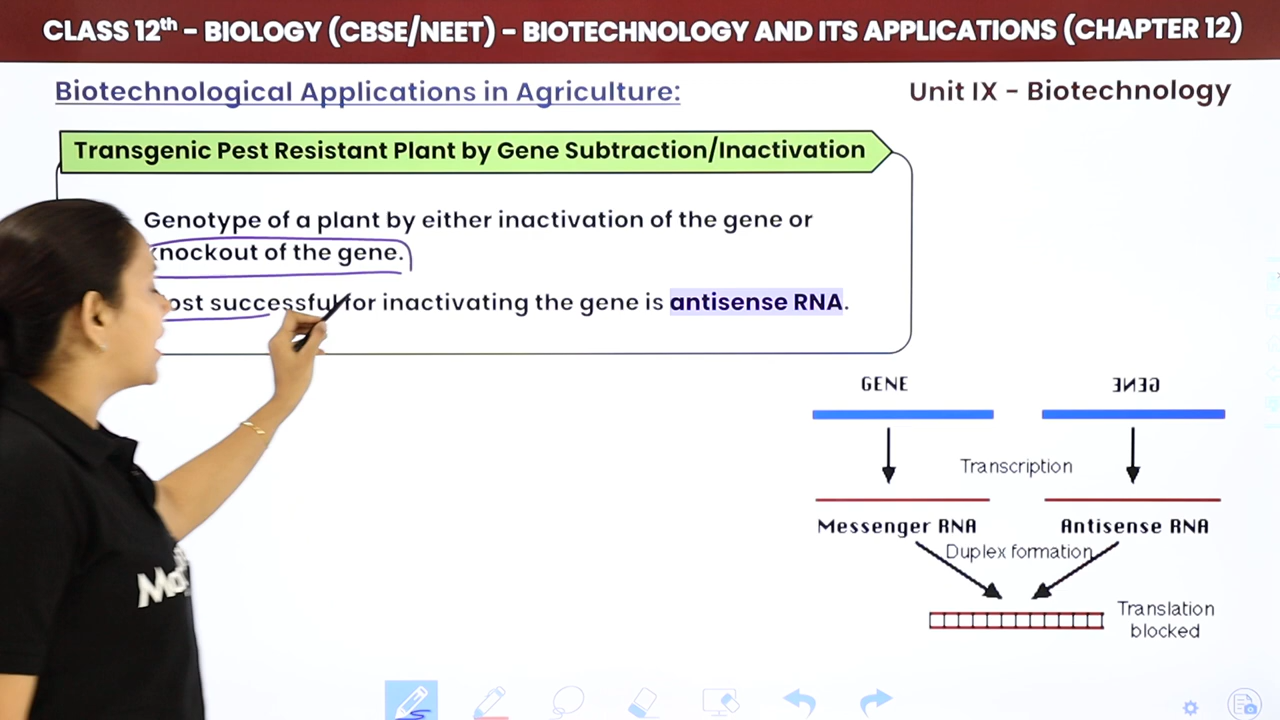 CLASS 12th – BIOLOGY (CBSE/NEET) – BIOTECHNOLOGY AND ITS APPLICATIONS (CHAPTER 12)
Biotechnological Applications in Agriculture:
Unit IX – Biotechnology
Transgenic Pest Resistant Plant by Gene Subtraction/Inactivation
Genotype of a plant by either inactivation of the gene or
knockout of the gene.
successful for inactivating the gene is antisense RNA.
GENE
GENE
Transcription
Messenger RNA
Antisense RNA
Duplex formation
Translation
blocked